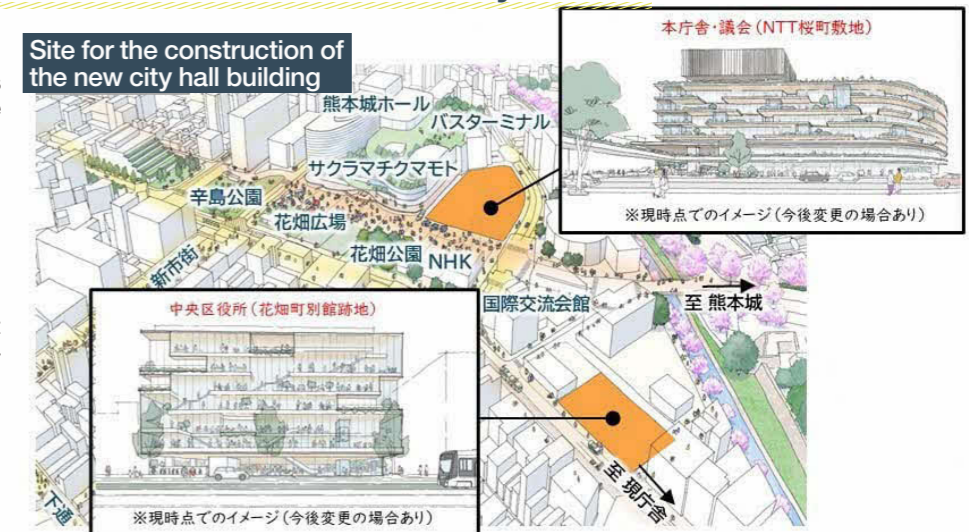 Site for the construction of
the new city hall building
本庁舎・議会(NTT桜町敷地)
※現時点でのイメージ(今後変更の場合あり)
熊本城ホール
バスターミナル
サクラマチクマモト
辛島公園
花畑広場
花畑公園
NHK
新市街
国際交流会館
至 熊本城
中央区役所(花畑町別館跡地)
※現時点でのイメージ(今後変更の場合あり)
至 現庁舎
下通